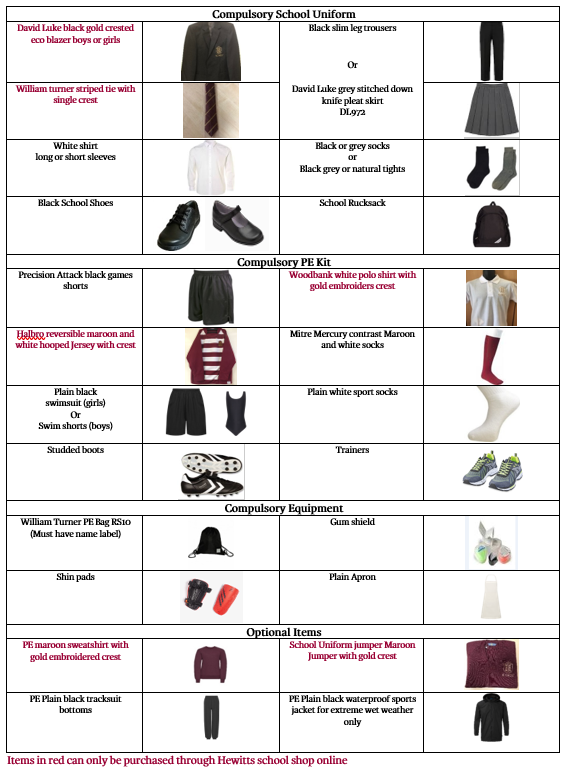 Compulsory School Uniform
David Luke black gold crested
eco blazer boys or girls
Black slim leg trousers
Or
William turner striped tie with
single crest
David Luke grey stitched down
knife pleat skirt
DL972
White shirt
long or short sleeves
Black or grey socks
or
Black grey or natural tights
Black School Shoes
School Rucksack
Compulsory PE Kit
Precision Attack black games
shorts
Woodbank white polo shirt with
gold embroiders crest
Halbro reversible maroon and
white hooped Jersey with crest
Mitre Mercury contrast Maroon
and white socks
Plain black
swimsuit (girls)
Or
Swim shorts (boys)
Plain white sport socks
Studded boots
Trainers
Compulsory Equipment
William Turner PE Bag RS10
(Must have name label)
Gum shield
Shin pads
Plain Apron
Optional Items
PE maroon sweatshirt with
gold embroidered crest
School Uniform jumper Maroon
Jumper with gold crest
PE Plain black tracksuit
bottoms
PE Plain black waterproof sports
jacket for extreme wet weather
only
Items in red can only be purchased through Hewitts school shop online